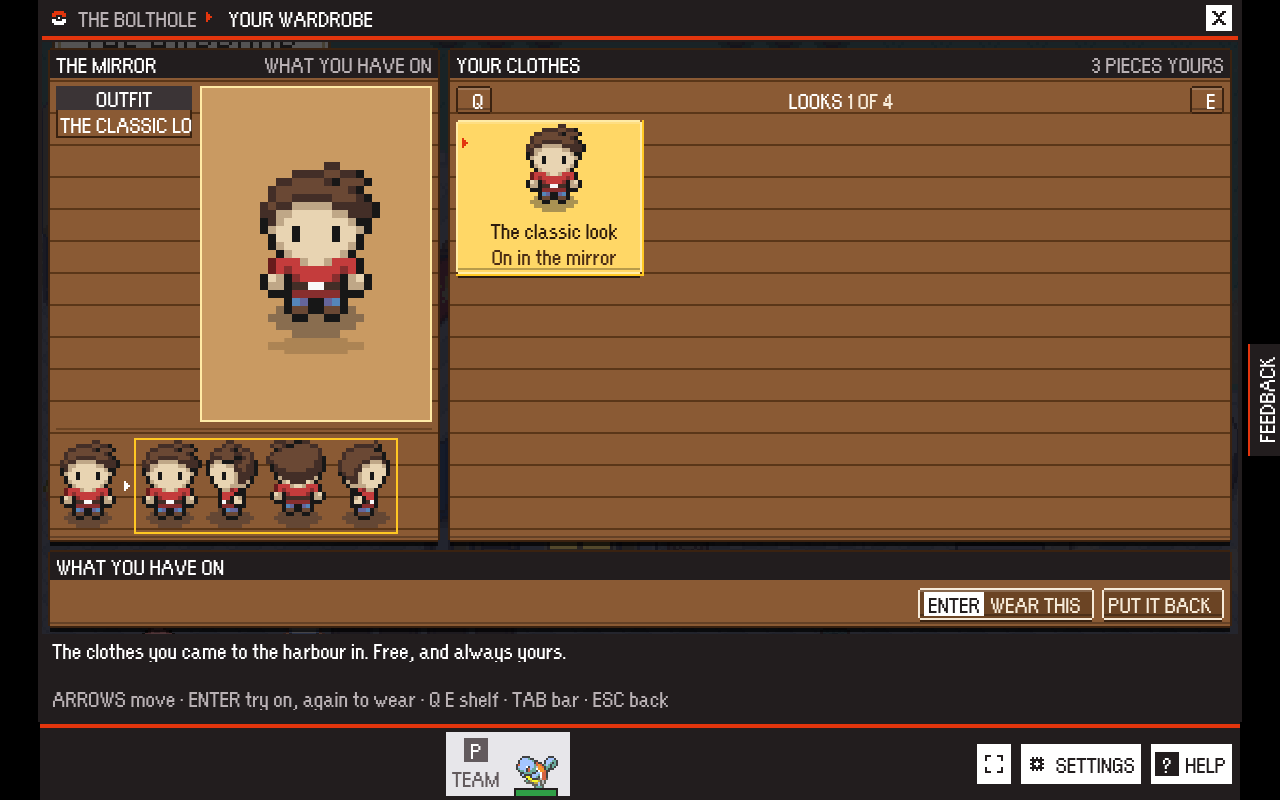 THE BOLTHOLE YOUR WARDROBE X
THE MIRROR WHAT YOU HAVE ON
YOUR CLOTHES 3 PIECES YOURS
OUTFIT
THE CLASSIC LO
Q LOOKS 1 OF 4 E
The classic look
On in the mirror
FEEDBACK
WHAT YOU HAVE ON
ENTER WEAR THIS PUT IT BACK
The clothes you came to the harbour in. Free, and always yours.
ARROWS move · ENTER try on, again to wear · Q E shelf · TAB bar · ESC back
P
TEAM
SETTINGS ? HELP